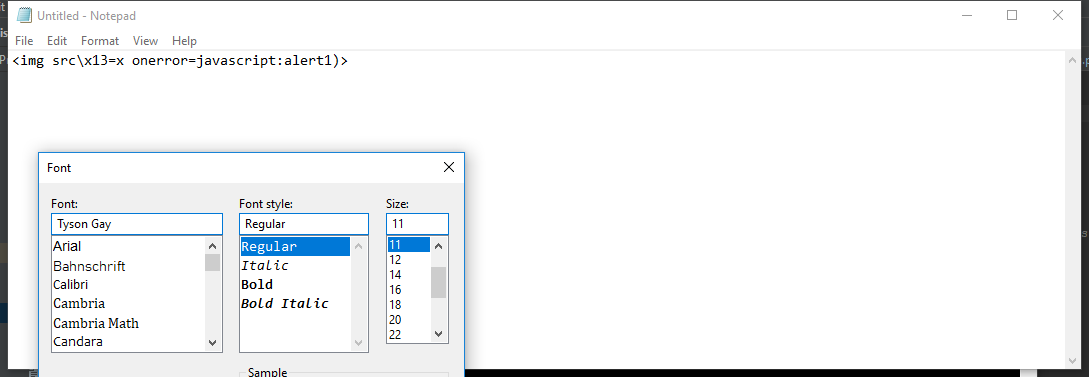 Untitled - Notepad
File Edit Format View Help
<img src\x13=x onerror=javascript:alert1)>
Font
Font: Font style: Size:
Tyson Gay Regular 11
Arial Regular 11
Bahnschrift Italic 12
Calibri Bold 14
Cambria Bold Italic 16
Cambria Math 18
Candara 20
22
Sample